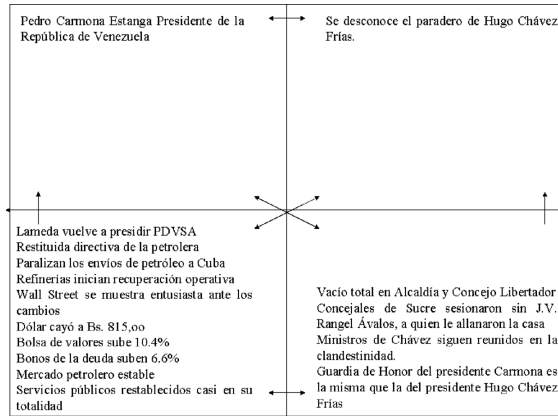 Pedro Carmona Estanga Presidente de la
República de Venezuela
Se desconoce el paradero de Hugo Chávez
Frías.
Lameda vuelve a presidir PDVSA
Restituida directiva de la petrolera
Paralizan los envíos de petróleo a Cuba
Refinerías inician recuperación operativa
Wall Street se muestra entusiasta ante los
cambios
Dólar cayó a Bs. 815,oo
Bolsa de valores sube 10.4%
Bonos de la deuda suben 6.6%
Mercado petrolero estable
Servicios públicos restablecidos casi en su
totalidad
Vacío total en Alcaldía y Concejo Libertador
Concejales de Sucre sesionaron sin J.V.
Rangel Ávalos, a quien le allanaron la casa
Ministros de Chávez siguen reunidos en la
clandestinidad.
Guardia de Honor del presidente Carmona es
la misma que la del presidente Hugo Chávez
Frías